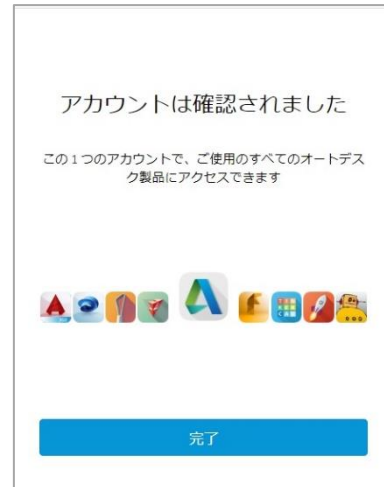 アカウントは確認されました
この1つのアカウントで、ご使用のすべてのオートデス
ク製品にアクセスできます
完了